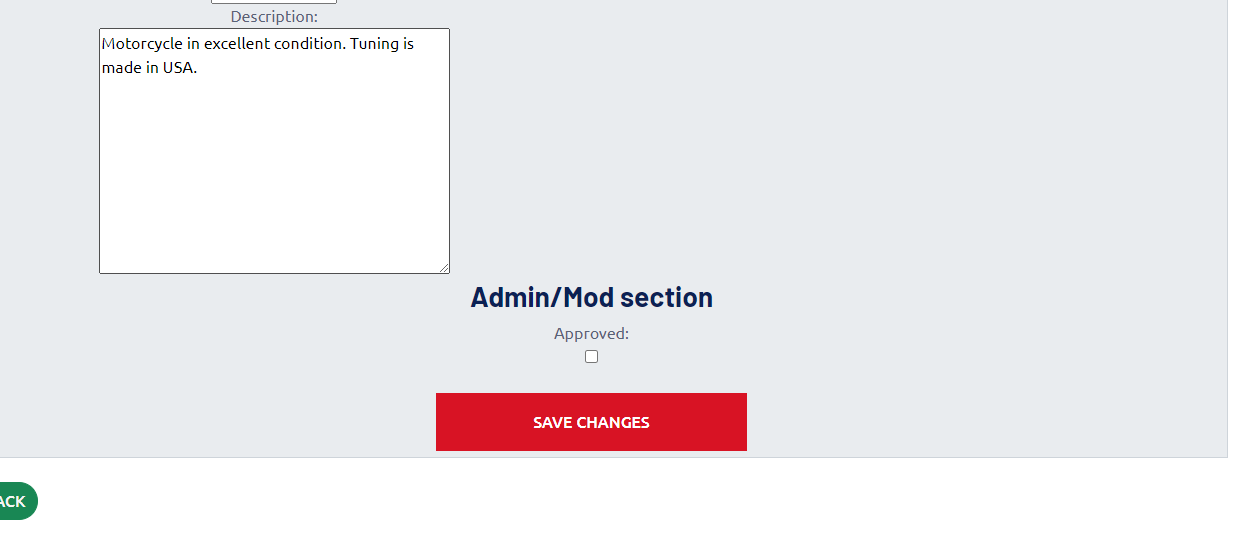 Description:
Motorcycle in excellent condition. Tuning is
made in USA.
Admin/Mod section
Approved:
SAVE CHANGES
ACK